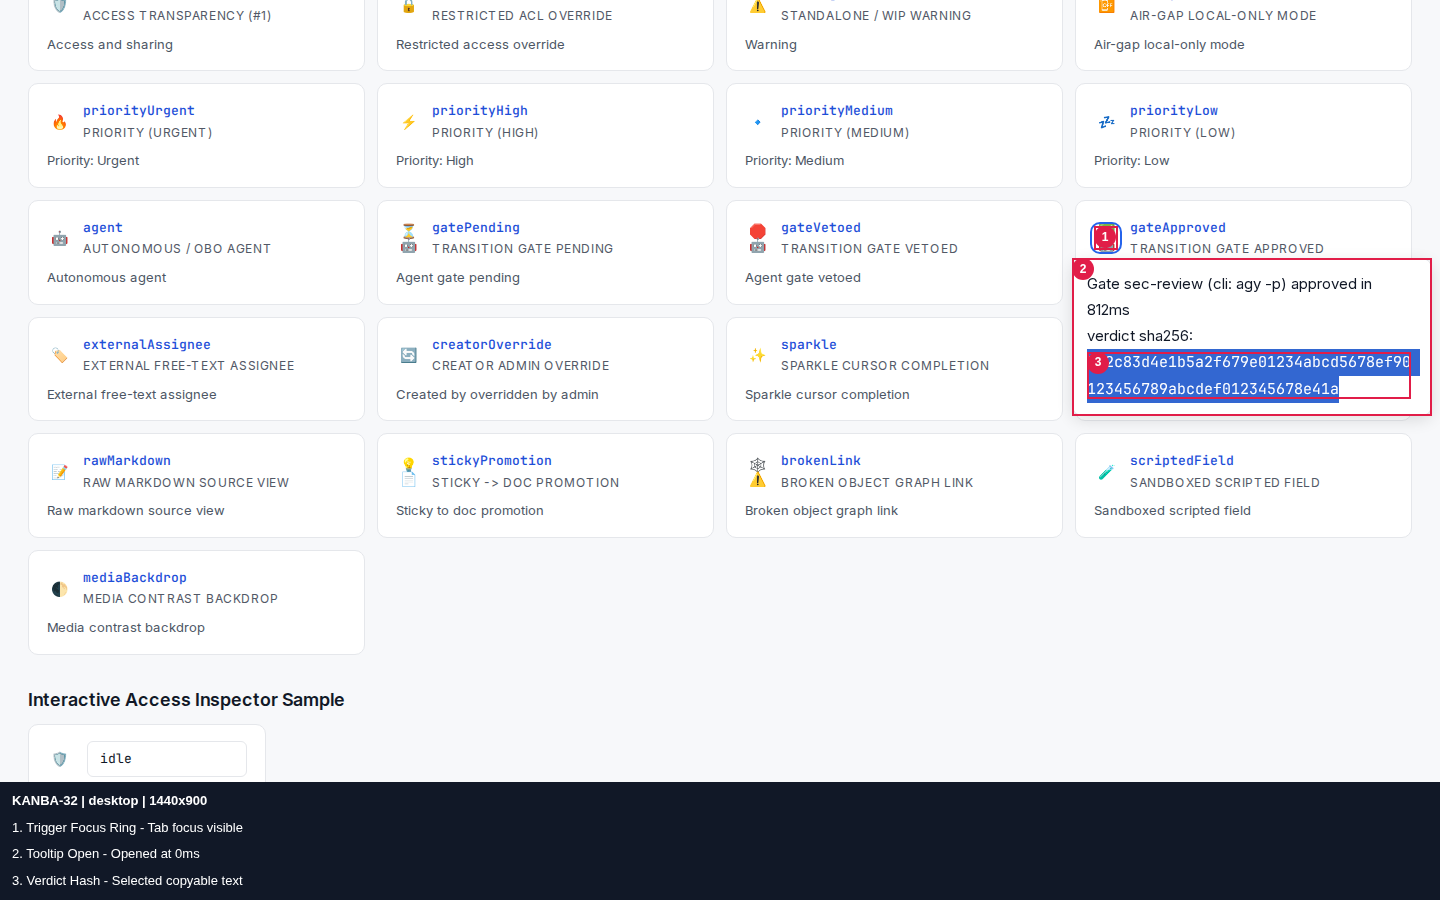 ACCESS TRANSPARENCY (#1)
Access and sharing
RESTRICTED ACL OVERRIDE
Restricted access override
STANDALONE / WIP WARNING
Warning
AIR-GAP LOCAL-ONLY MODE
Air-gap local-only mode
priorityUrgent
PRIORITY (URGENT)
Priority: Urgent
priorityHigh
PRIORITY (HIGH)
Priority: High
priorityMedium
PRIORITY (MEDIUM)
Priority: Medium
priorityLow
PRIORITY (LOW)
Priority: Low
agent
AUTONOMOUS / OBO AGENT
Autonomous agent
gatePending
TRANSITION GATE PENDING
Agent gate pending
gateVetoed
TRANSITION GATE VETOED
Agent gate vetoed
1
gateApproved
TRANSITION GATE APPROVED
2
Gate sec-review (cli: agy -p) approved in
812ms
verdict sha256:
3
2c83d4e1b5a2f679e01234abcd5678ef90
123456789abcdef012345678e41a
externalAssignee
EXTERNAL FREE-TEXT ASSIGNEE
External free-text assignee
creatorOverride
CREATOR ADMIN OVERRIDE
Created by overridden by admin
sparkle
SPARKLE CURSOR COMPLETION
Sparkle cursor completion
rawMarkdown
RAW MARKDOWN SOURCE VIEW
Raw markdown source view
stickyPromotion
STICKY -> DOC PROMOTION
Sticky to doc promotion
brokenLink
BROKEN OBJECT GRAPH LINK
Broken object graph link
scriptedField
SANDBOXED SCRIPTED FIELD
Sandboxed scripted field
mediaBackdrop
MEDIA CONTRAST BACKDROP
Media contrast backdrop
Interactive Access Inspector Sample
idle
KANBA-32 | desktop | 1440x900
1. Trigger Focus Ring - Tab focus visible
2. Tooltip Open - Opened at 0ms
3. Verdict Hash - Selected copyable text